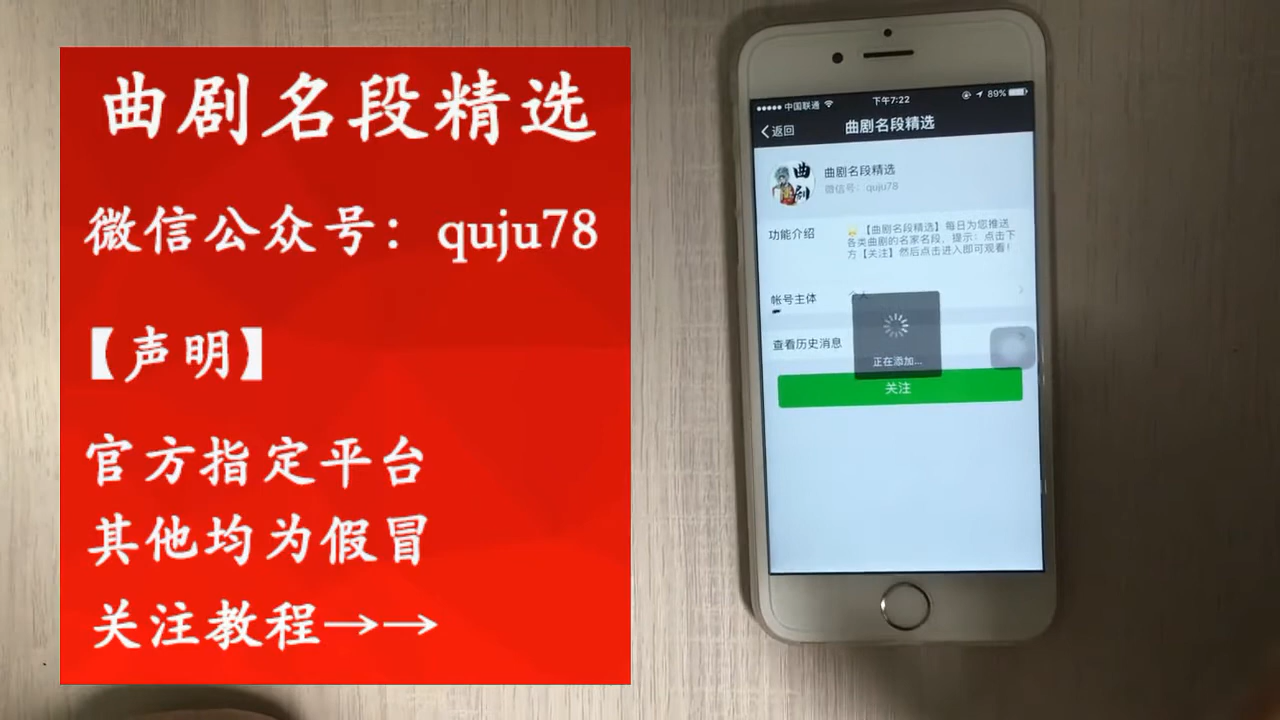 曲剧名段精选
微信公众号：quju78
【声明】
官方指定平台
其他均为假冒
关注教程→→
中国联通
下午7:22
89%
返回
曲剧名段精选
曲剧
曲剧名段精选
微信号：quju78
功能介绍
【曲剧名段精选】每日为您推送
各类曲剧的名家名段，提示：点击下
方【关注】然后点击进入即可观看！
帐号主体
个人
查看历史消息
正在添加...
关注